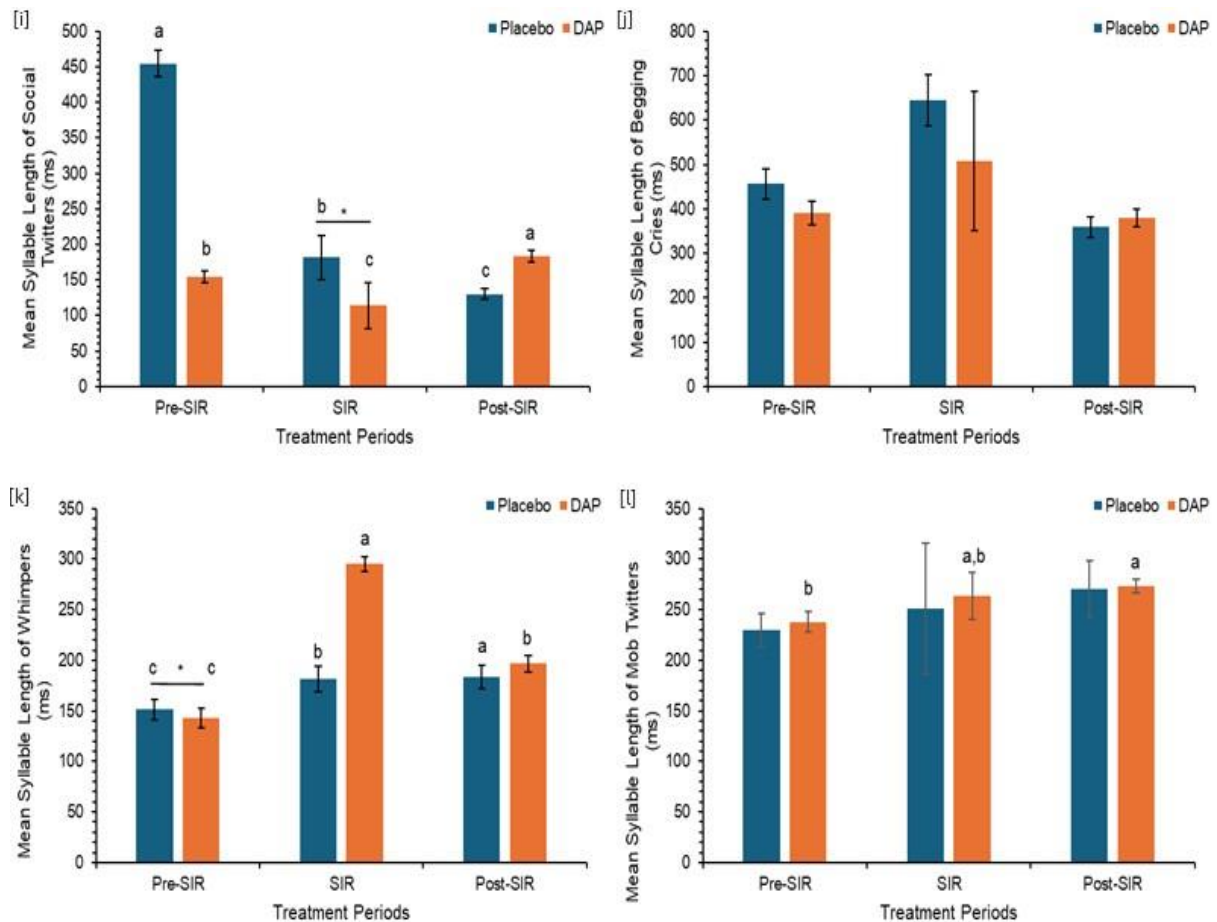 [i]
Placebo DAP
Mean Syllable Length of Social
Twitters (ms)
500
450
400
350
300
250
200
150
100
50
0
a
b
b
*
c
c
a
Pre-SIR SIR Post-SIR
Treatment Periods
[j]
Placebo DAP
Mean Syllable Length of Begging
Cries (ms)
800
700
600
500
400
300
200
100
0
Pre-SIR SIR Post-SIR
Treatment Periods
[k]
Placebo DAP
Mean Syllable Length of Whimpers
(ms)
350
300
250
200
150
100
50
0
c * c
b
a
a
b
Pre-SIR SIR Post-SIR
Treatment Periods
[l]
Placebo DAP
Mean Syllable Length of Mob Twitters
(ms)
350
300
250
200
150
100
50
0
b
a,b
a
Pre-SIR SIR Post-SIR
Treatment Periods